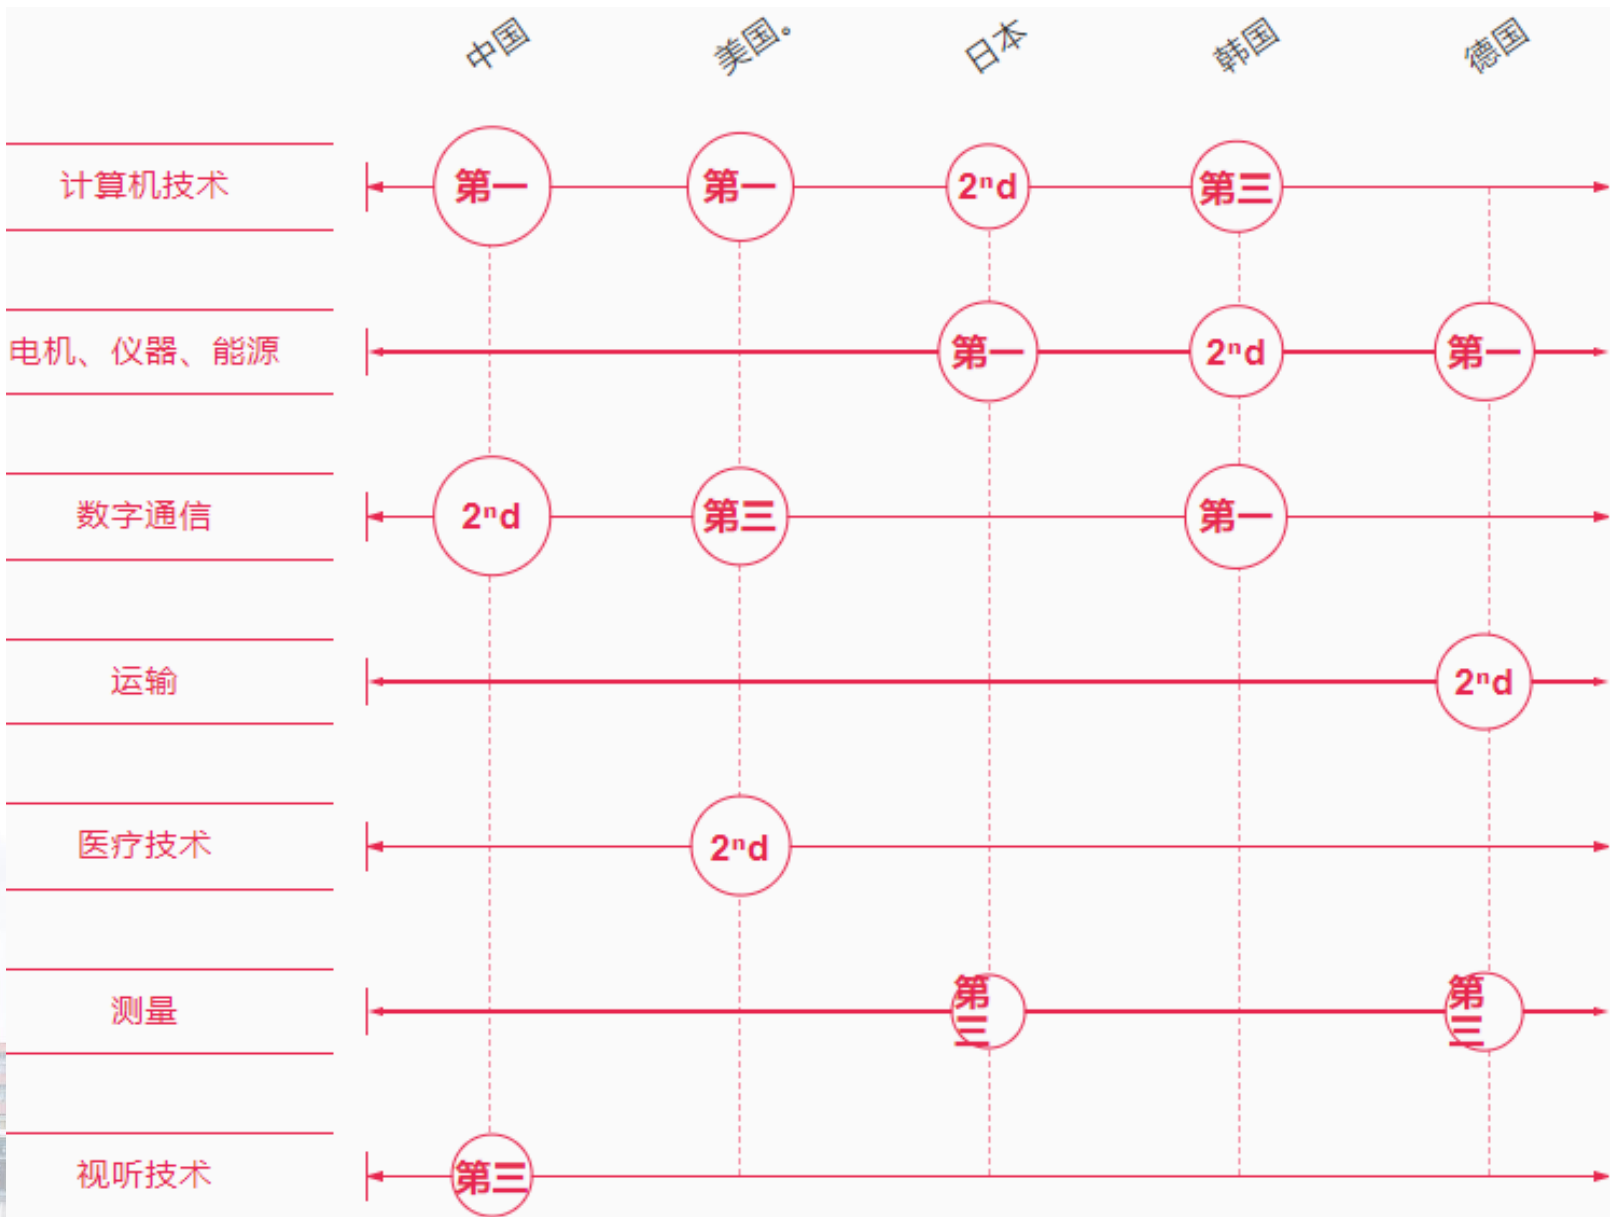 中国 美国。 日本 韩国 德国
计算机技术 第一 第一 2ⁿd 第三
电机、仪器、能源 第一 2ⁿd 第一
数字通信 2ⁿd 第三 第一
运输 2ⁿd
医疗技术 2ⁿd
测量 第三 第三
视听技术 第三